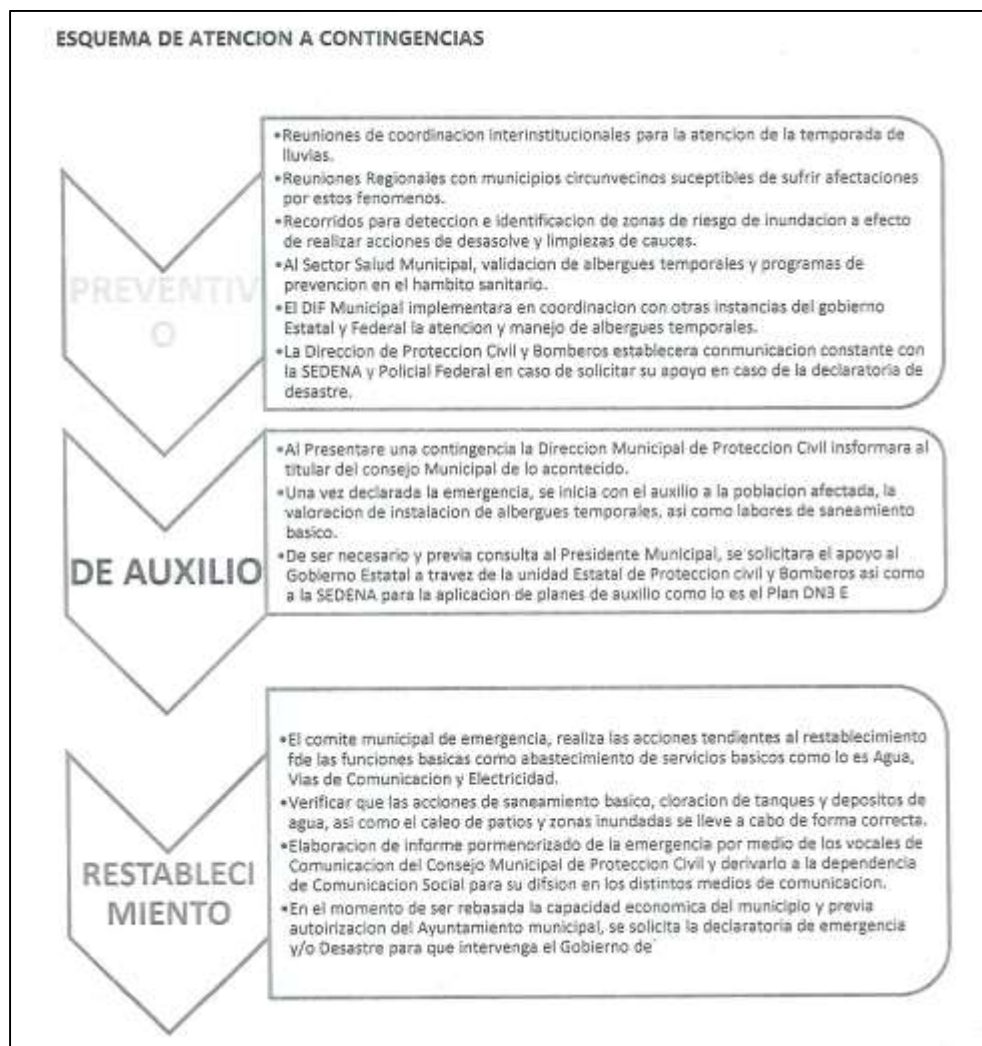 ESQUEMA DE ATENCION A CONTINGENCIAS
PREVENTIV
O
•Reuniones de coordinacion interinstitucionales para la atencion de la temporada de
lluvias.
•Reuniones Regionales con municipios circunvecinos suceptibles de sufrir afectaciones
por estos fenomenos.
•Recorridos para deteccion e identificacion de zonas de riesgo de inundacion a efecto
de realizar acciones de desasolve y limpiezas de cauces.
•Al Sector Salud Municipal, validacion de albergues temporales y programas de
prevencion en el hambito sanitario.
•El DIF Municipal implementara en coordinacion con otras instancias del gobierno
Estatal y Federal la atencion y manejo de albergues temporales.
•La Direccion de Proteccion Civil y Bomberos establecera conmunicacion constante con
la SEDENA y Policial Federal en caso de solicitar su apoyo en caso de la declaratoria de
desastre.
DE AUXILIO
•Al Presentare una contingencia la Direccion Municipal de Proteccion Civil insformara al
titular del consejo Municipal de lo acontecido.
•Una vez declarada la emergencia, se inicia con el auxilio a la poblacion afectada, la
valoracion de instalacion de albergues temporales, asi como labores de saneamiento
basico.
•De ser necesario y previa consulta al Presidente Municipal, se solicitara el apoyo al
Gobierno Estatal a travez de la unidad Estatal de Proteccion civil y Bomberos asi como
a la SEDENA para la aplicacion de planes de auxilio como lo es el Plan DN3 E
RESTABLECI
MIENTO
•El comite municipal de emergencia, realiza las acciones tendientes al restablecimiento
fde las funciones basicas como abastecimiento de servicios basicos como lo es Agua,
Vias de Comunicacion y Electricidad.
•Verificar que las acciones de saneamiento basico, cloracion de tanques y depositos de
agua, asi como el caleo de patios y zonas inundadas se lleve a cabo de forma correcta.
•Elaboracion de informe pormenorizado de la emergencia por medio de los vocales de
Comunicacion del Consejo Municipal de Proteccion Civil y derivarlo a la dependencia
de Comunicacion Social para su difsion en los distintos medios de comunicacion.
•En el momento de ser rebasada la capacidad economica del municipio y previa
autoirizacion del Ayuntamiento municipal, se solicita la declaratoria de emergencia
y/o Desastre para que intervenga el Gobierno de